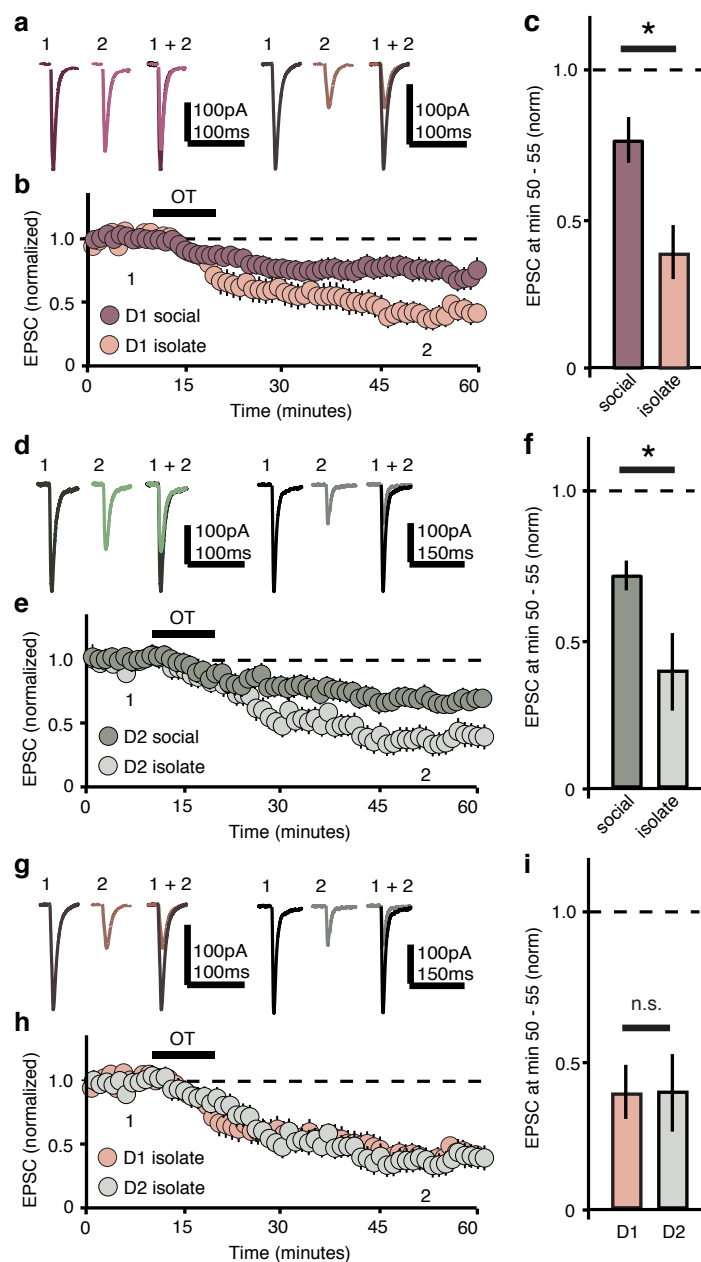 a
1 2 1 + 2 1 2 1 + 2
100pA
100ms
100pA
100ms
b
OT
EPSC (normalized)
1.0
0.5
0
1
2
D1 social
D1 isolate
0 15 30 45 60
Time (minutes)
c
*
EPSC at min 50 - 55 (norm)
1.0
0.5
0
social isolate
d
1 2 1 + 2 1 2 1 + 2
100pA
100ms
100pA
150ms
e
OT
EPSC (normalized)
1.0
0.5
0
1
2
D2 social
D2 isolate
0 15 30 45 60
Time (minutes)
f
*
EPSC at min 50 - 55 (norm)
1.0
0.5
0
social isolate
g
1 2 1 + 2 1 2 1 + 2
100pA
100ms
100pA
150ms
h
OT
EPSC (normalized)
1.0
0.5
0
1
2
D1 isolate
D2 isolate
0 15 30 45 60
Time (minutes)
i
n.s.
EPSC at min 50 - 55 (norm)
1.0
0.5
0
D1 D2